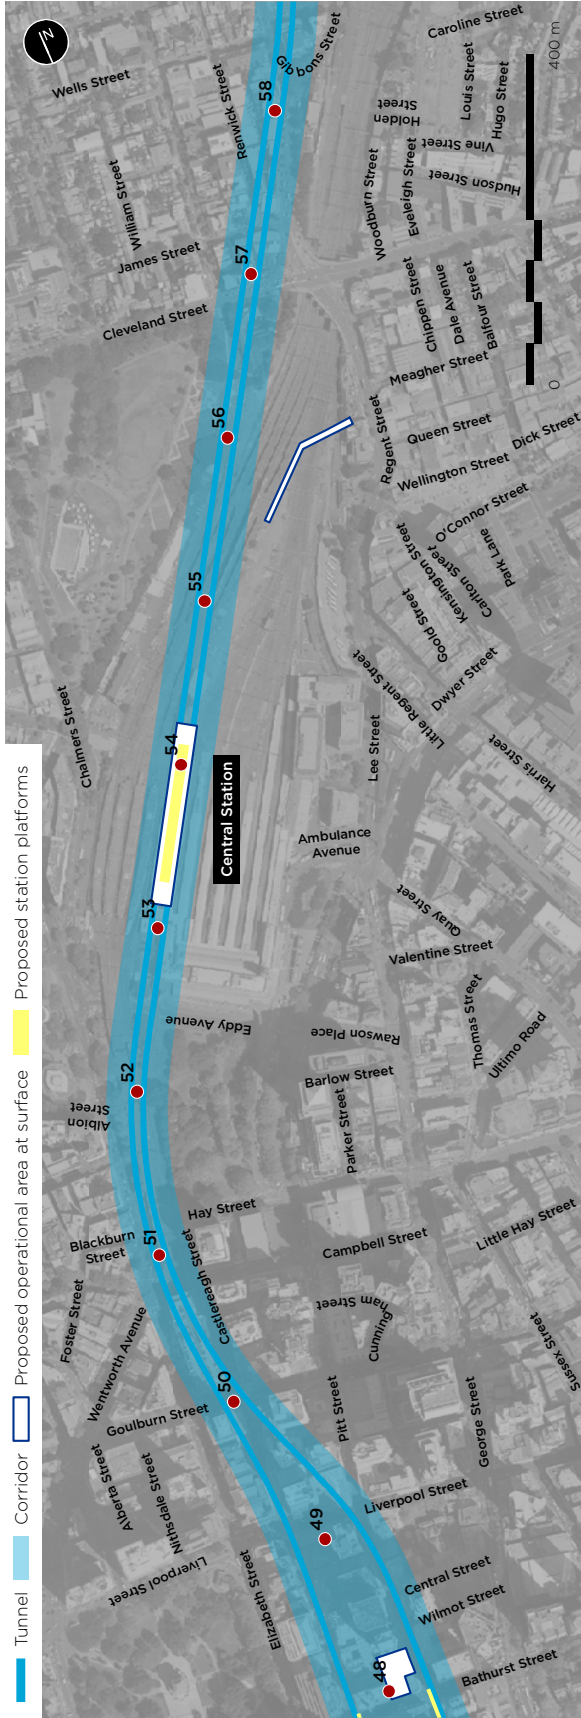 N
Caroline Street
Gibbons Street
Wells Street
Renwick Street
58
Louis Street
Hugo Street
400 m
Holden
Street
Vine Street
Hudson Street
Eveleigh Street
Woodburn Street
William Street
James Street
57
Cleveland Street
Chippen Street
Dale Avenue
Balfour Street
Meagher Street
0
56
Regent Street
Queen Street
Dick Street
Wellington Street
O'Connor Street
Park Lane
Carlton Street
Kensington Street
Goold Street
55
Dwyer Street
Little Regent Street
Chalmers Street
Lee Street
Harris Street
54
Central Station
Ambulance
Avenue
53
Quay Street
Valentine Street
Eddy Avenue
Rawson Place
Thomas Street
Ultimo Road
52
Barlow Street
Albion
Street
Parker Street
Hay Street
Blackburn
Street
51
Campbell Street
Little Hay Street
Castlereagh Street
Foster Street
Cunningham Street
Sussex Street
Wentworth Avenue
50
Goulburn Street
Pitt Street
George Street
Alberta Street
Nithsdale Street
49
Liverpool Street
Liverpool Street
Elizabeth Street
Central Street
Wilmot Street
48
Bathurst Street
Tunnel
Corridor
Proposed operational area at surface
Proposed station platforms